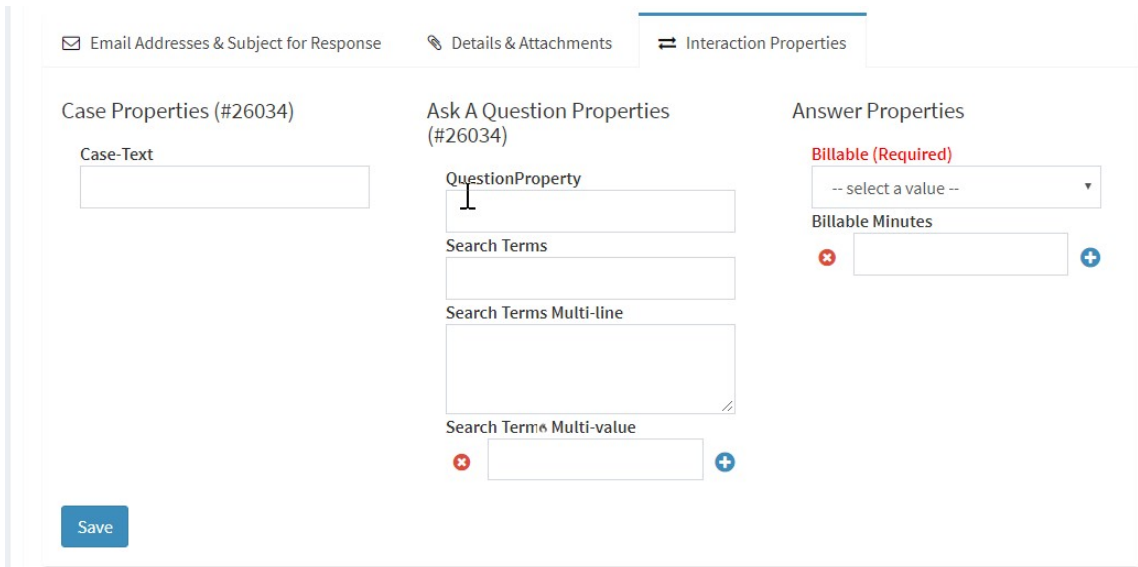 Email Addresses & Subject for Response
Details & Attachments
Interaction Properties
Case Properties (#26034)
Case-Text
Ask A Question Properties
(#26034)
QuestionProperty
Search Terms
Search Terms Multi-line
Search Terms Multi-value
Answer Properties
Billable (Required)
-- select a value --
Billable Minutes
Save